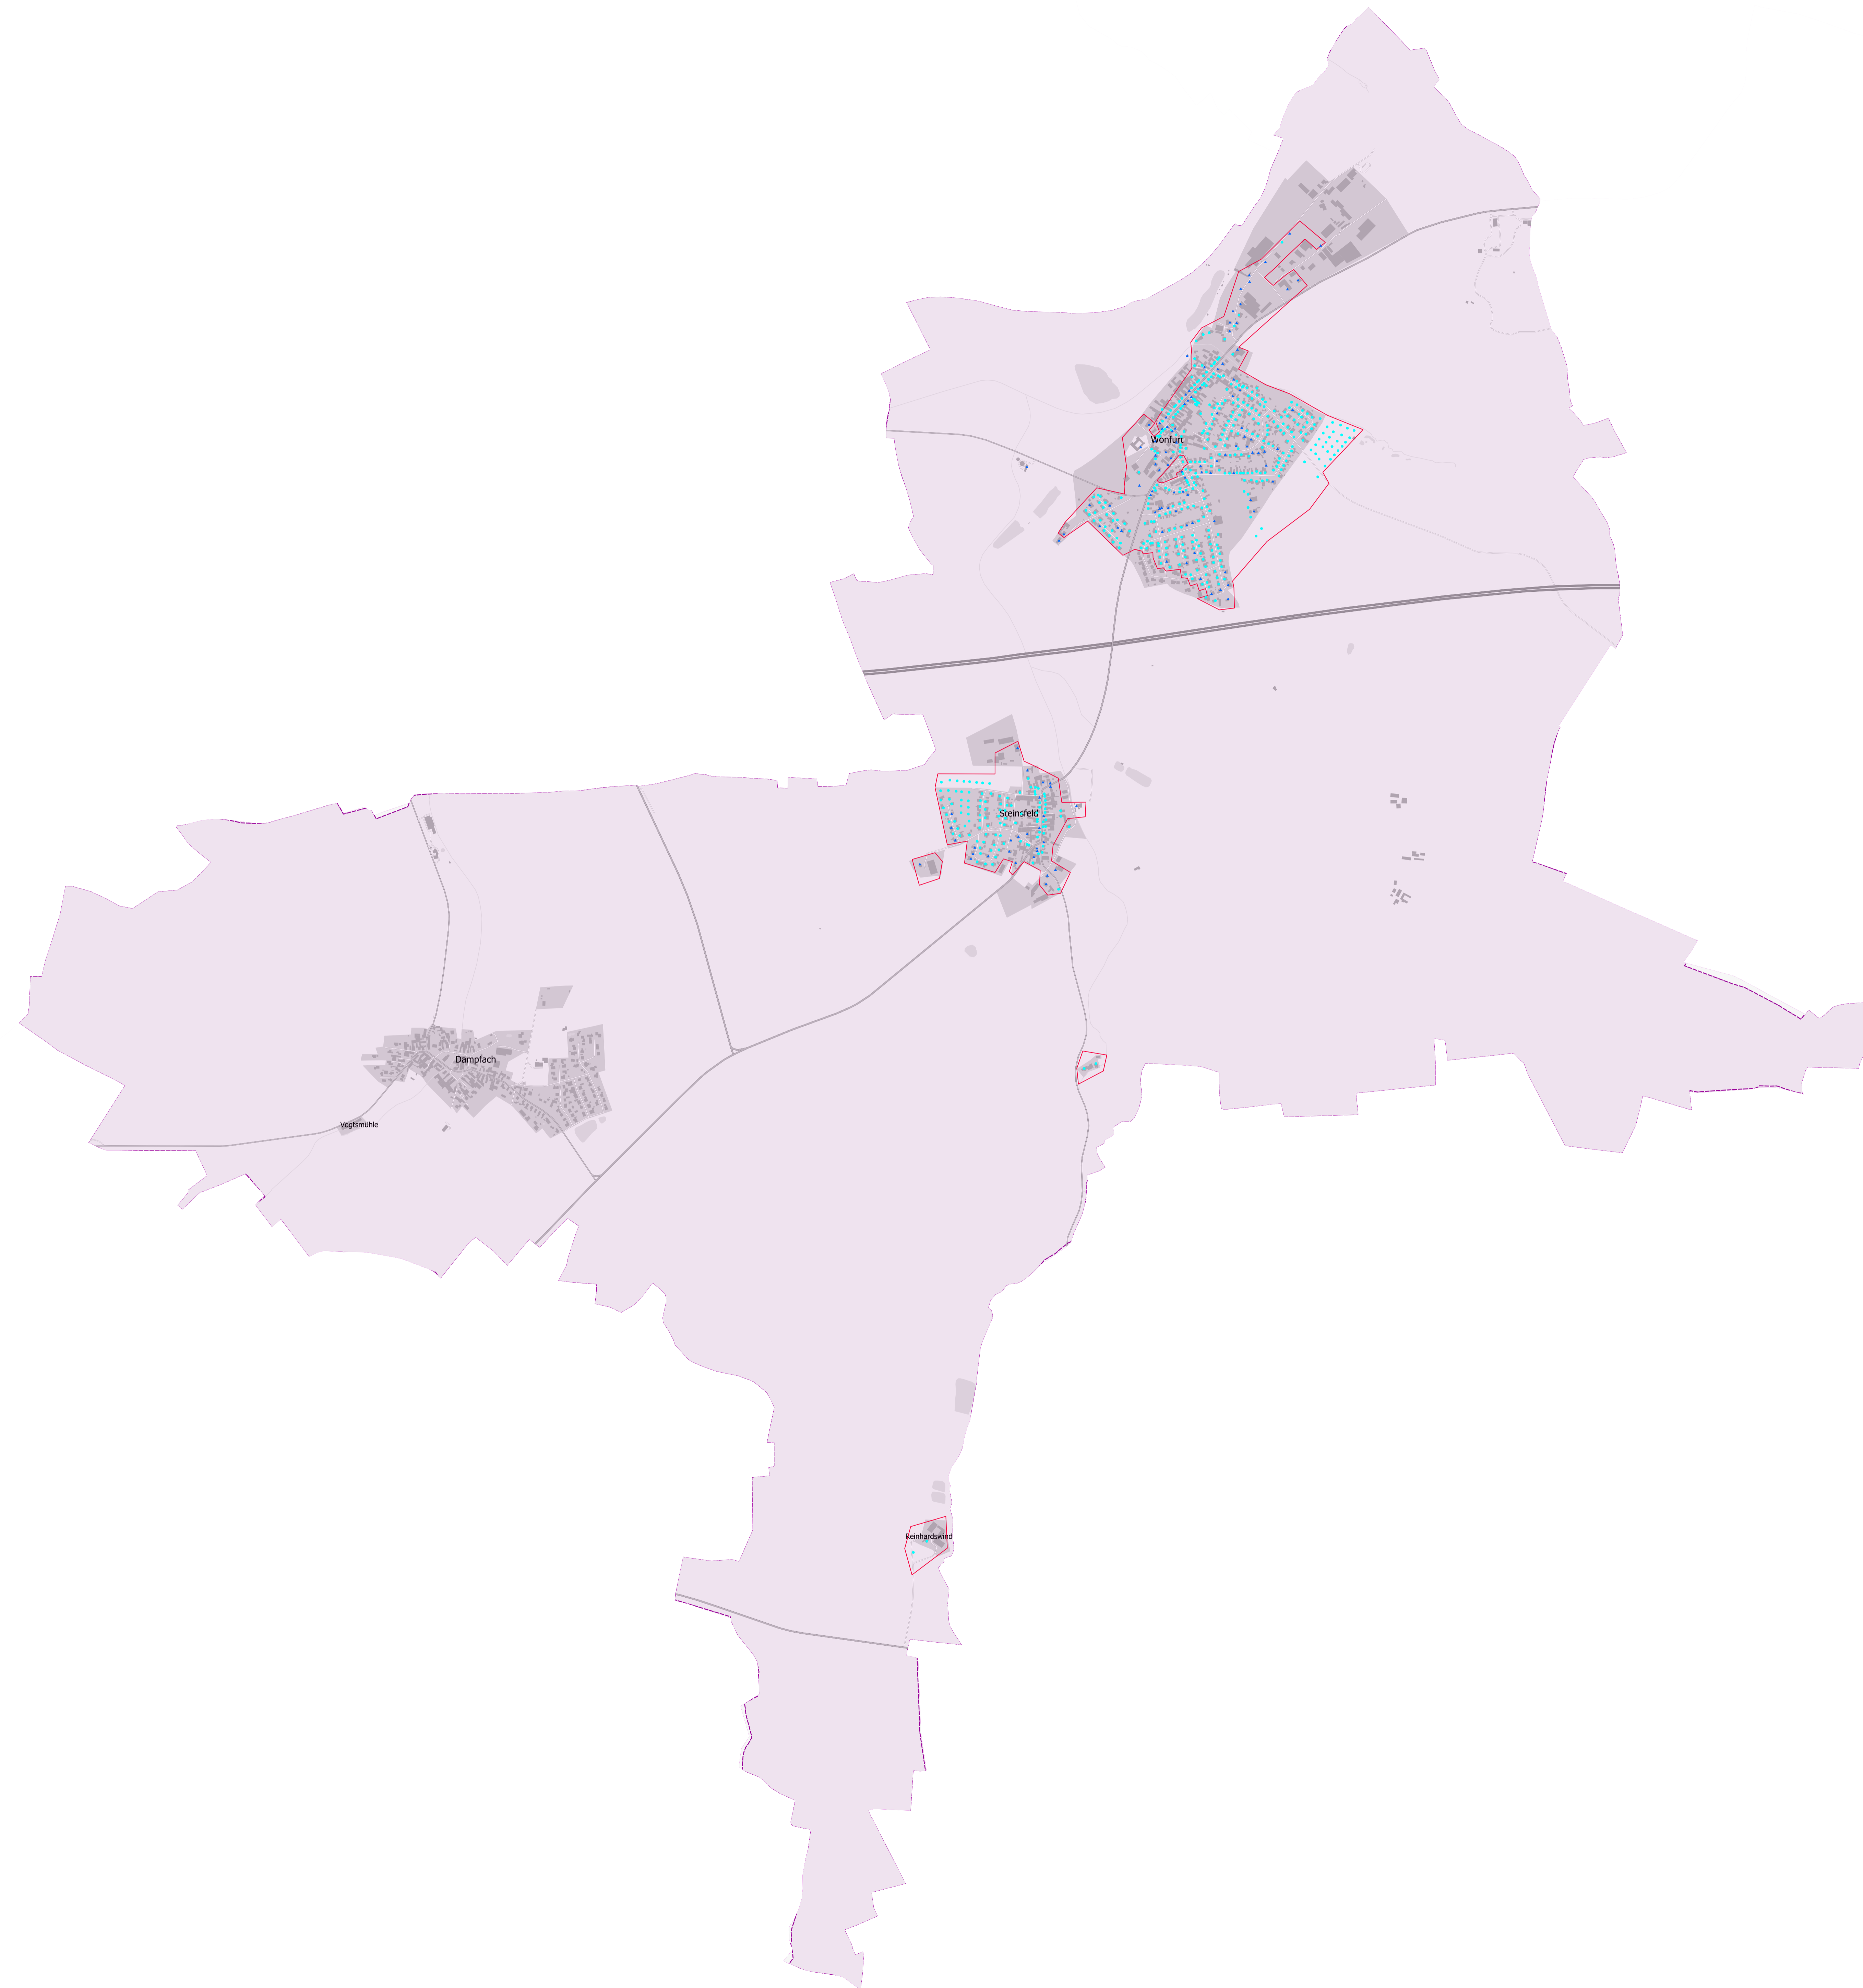 Wonfurt
Steinsfeld
Dampfach
Vogtsmühle
Reinhardswind